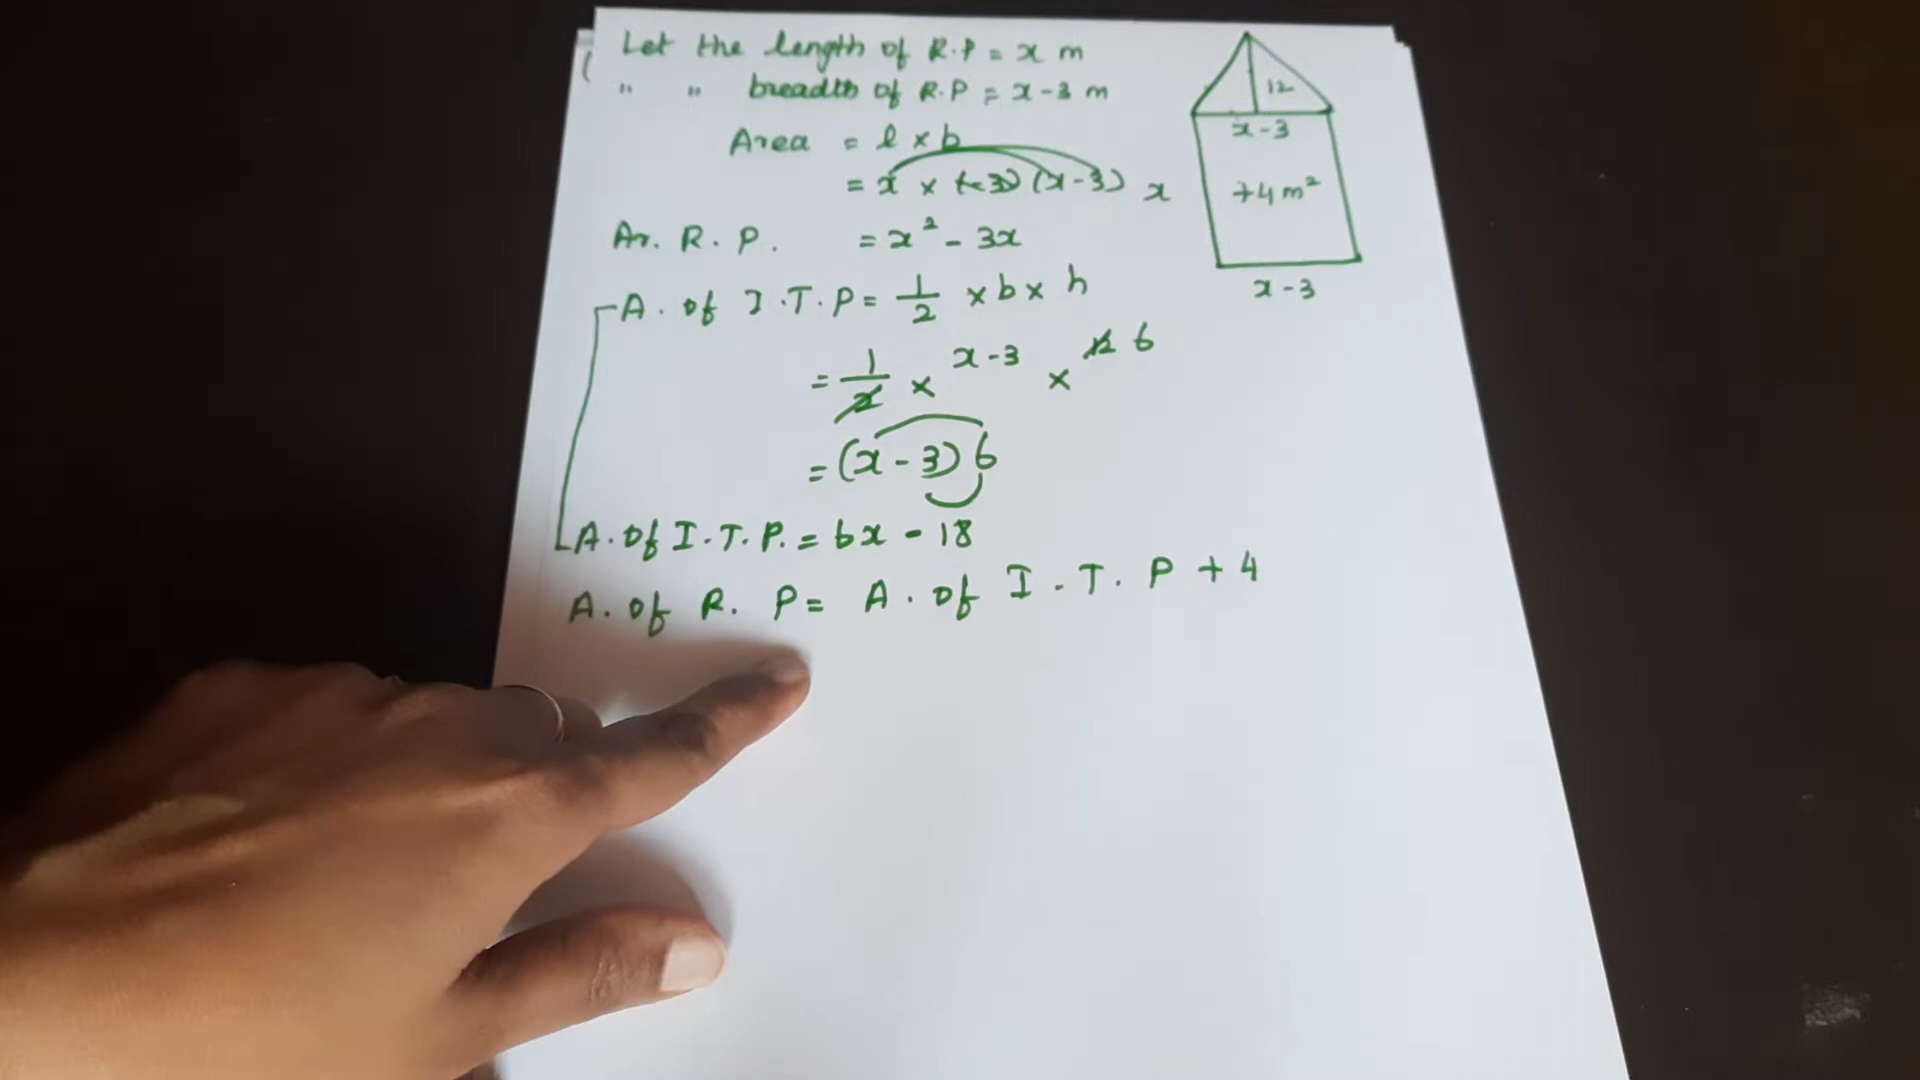 Let the length of R.P = x m
" " breadth of R.P = x-3 m
Area = l × b
= x × (x-3) x
Ar. R. P. = x² - 3x
A. of I.T.P = 1/2 × b × h
= 1/2 × x-3 × 12 6
= (x-3) 6
A. of I.T.P. = 6x - 18
A. of R. P = A. of I.T.P + 4
12
x-3
+4 m²
x-3